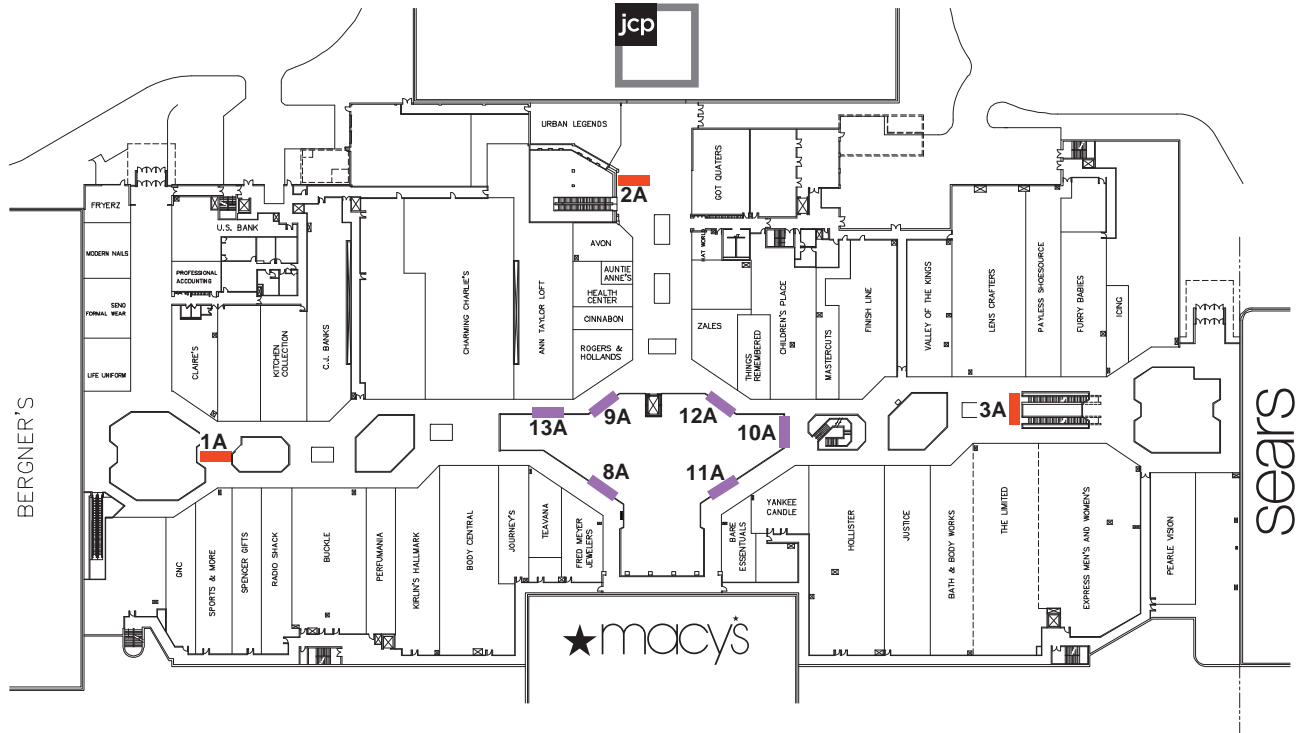 jcp
URBAN LEGENDS
2A
GOT QUATERS
FRYERZ
U.S. BANK
MODERN NAILS
PROFESSIONAL
ACCOUNTING
SENO
FORMAL WEAR
LIFE UNIFORM
CLAIRE'S
KITCHEN
COLLECTION
C.J. BANKS
CHARMING CHARLIE'S
ANN TAYLOR LOFT
AVON
AUNTIE
ANNE'S
HEALTH
CENTER
CINNABON
ROGERS &
HOLLANDS
HAT WORLD
ZALES
THINGS
REMEMBERED
CHILDREN'S PLACE
MASTERCUTS
FINISH LINE
VALLEY OF THE KINGS
LENS CRAFTERS
PAYLESS SHOESOURCE
FURRY BABIES
ICING
BERGNER'S
1A
13A
9A
12A
10A
3A
8A
11A
sears
GNC
SPORTS & MORE
SPENCER GIFTS
RADIO SHACK
BUCKLE
PERFUMANIA
KIRLIN'S HALLMARK
BODY CENTRAL
JOURNEY'S
TEAVANA
FRED MEYER
JEWELERS
BARE
ESSENTUALS
YANKEE
CANDLE
HOLLISTER
JUSTICE
BATH & BODY WORKS
THE LIMITED
EXPRESS MEN'S AND WOMEN'S
PEARLE VISION
macy's